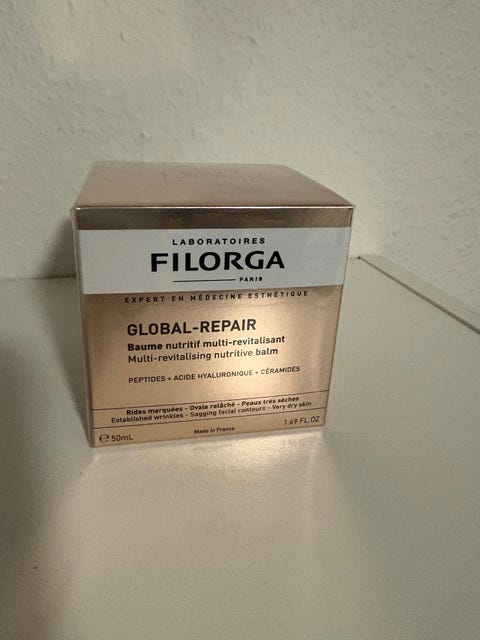 LABORATOIRES
FILORGA
PARIS
EXPERT EN MÉDECINE ESTHÉTIQUE
GLOBAL-REPAIR
Baume nutritif multi-revitalisant
Multi-revitalising nutritive balm
PEPTIDES + ACIDE HYALURONIQUE + CÉRAMIDES
Rides marquées - Ovale relâché - Peaux très sèches
Established wrinkles - Sagging facial contours - Very dry skin
℮ 50mL
Made in France
1.69 FL.OZ